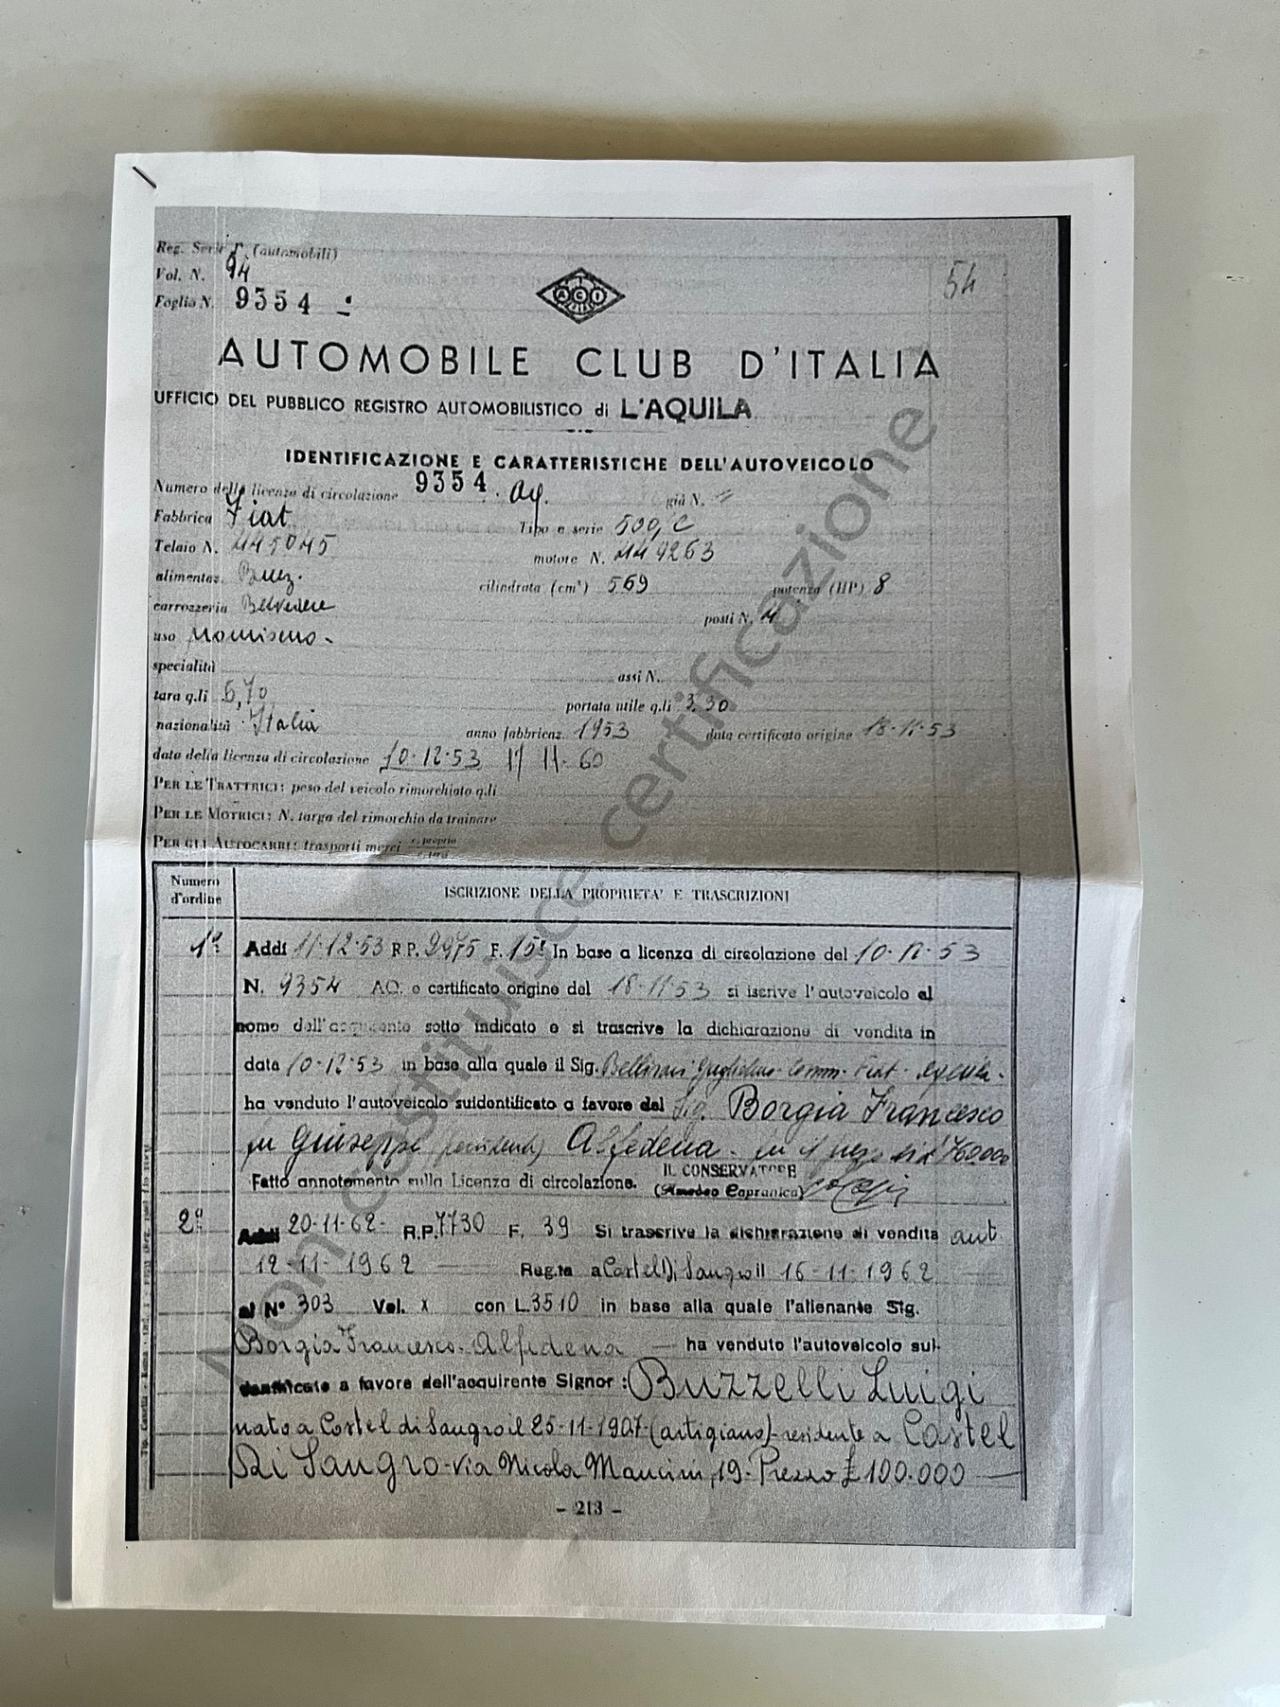 Reg. Serie (automobili)
Vol. N. 94
Foglio N. 9354
54
ACI
AUTOMOBILE CLUB D'ITALIA
UFFICIO DEL PUBBLICO REGISTRO AUTOMOBILISTICO di L'AQUILA
IDENTIFICAZIONE E CARATTERISTICHE DELL'AUTOVEICOLO
Numero della licenza di circolazione 9354 Aq. già N.
Fabbrica Fiat Tipo e serie 500/C
Telaio N. 445045 motore N. 449263
alimentaz. Benz. cilindrata (cm³) 569 potenza (HP) 8
carrozzeria Belvedere posti N. 4
uso
specialità assi N.
tara q.li 6,70 portata utile q.li 3.30
nazionalità Italia anno fabbricaz. 1953 data certificato origine 18-11-53
data della licenza di circolazione 10-12-53 17 11-60
PER LE TRATTRICI: peso del veicolo rimorchiato q.li
PER LE MOTRICI: N. targa del rimorchio da trainare
PER GLI AUTOCARRI: trasporti merci c. proprio
Numero d'ordine ISCRIZIONE DELLA PROPRIETA' E TRASCRIZIONI
1° Addì 11-12-53 R.P. 2975 F. 15 In base a licenza di circolazione del 10-12-53
N. 9354 AQ. e certificato origine del 18-11-53 si iscrive l'autoveicolo al
nome dell'acquirente sotto indicato e si trascrive la dichiarazione di vendita in
data 10-12-53 in base alla quale il Sig. Guglielmo Comm. Fiat
ha venduto l'autoveicolo suidentificato a favore del Sig. Borgia Francesco
fu Giuseppe Alfedena
Fatto annotamento sulla Licenza di circolazione. IL CONSERVATORE
(Amedeo Capranica)
2° Addì 20-11-62- R.P. 7730 F. 39 Si trascrive la dichiarazione di vendita aut
12-11-1962 Reg.ta a Castel Di Sangro il 16-11-1962
al N° 303 Vol. X con L. 3510 in base alla quale l'alienante Sig.
Borgia Francesco. Alfedena ha venduto l'autoveicolo sui-
dentificato a favore dell'acquirente Signor: Buzzelli Luigi
nato a Castel di Sangro il 25-11-1907-(artigiano)-residente a Castel
Di Sangro-via Nicola Mancini, 19-Prezzo £ 100.000
- 213 -
Non costituisce certificazione